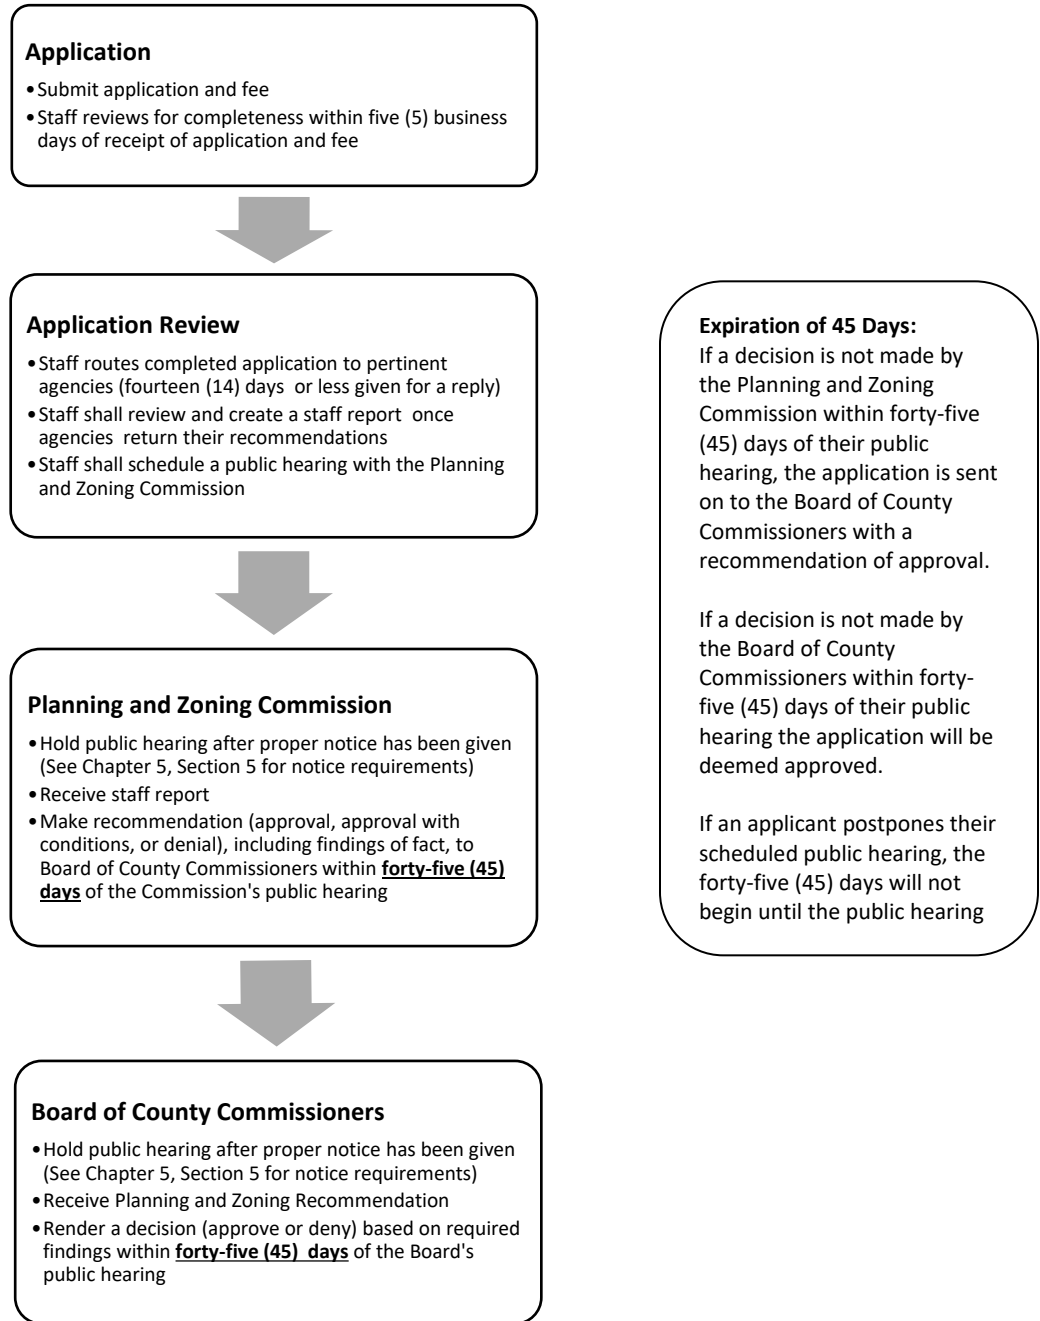 Application
•Submit application and fee
•Staff reviews for completeness within five (5) business
days of receipt of application and fee
Application Review
•Staff routes completed application to pertinent
agencies (fourteen (14) days or less given for a reply)
•Staff shall review and create a staff report once
agencies return their recommendations
•Staff shall schedule a public hearing with the Planning
and Zoning Commission
Planning and Zoning Commission
•Hold public hearing after proper notice has been given
(See Chapter 5, Section 5 for notice requirements)
•Receive staff report
•Make recommendation (approval, approval with
conditions, or denial), including findings of fact, to
Board of County Commissioners within forty-five (45)
days of the Commission's public hearing
Board of County Commissioners
•Hold public hearing after proper notice has been given
(See Chapter 5, Section 5 for notice requirements)
•Receive Planning and Zoning Recommendation
•Render a decision (approve or deny) based on required
findings within forty-five (45) days of the Board's
public hearing
Expiration of 45 Days:
If a decision is not made by
the Planning and Zoning
Commission within forty-five
(45) days of their public
hearing, the application is sent
on to the Board of County
Commissioners with a
recommendation of approval.
If a decision is not made by
the Board of County
Commissioners within forty-
five (45) days of their public
hearing the application will be
deemed approved.
If an applicant postpones their
scheduled public hearing, the
forty-five (45) days will not
begin until the public hearing